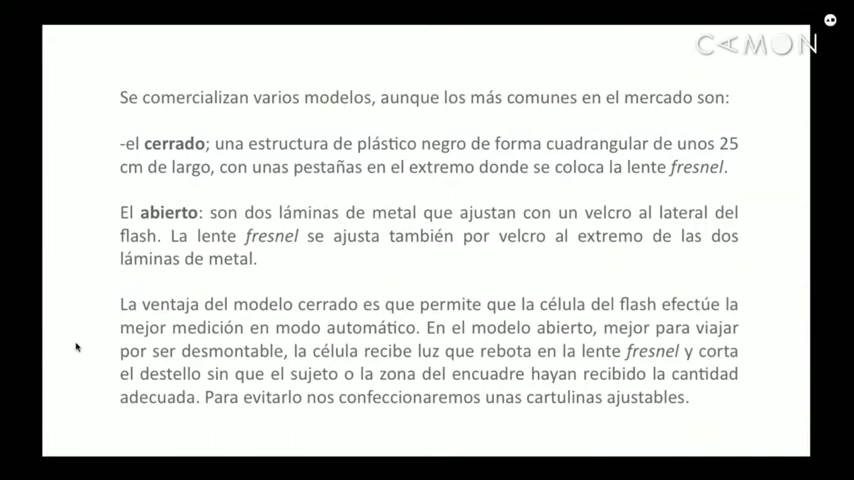 CAMON
Se comercializan varios modelos, aunque los más comunes en el mercado son:
-el cerrado; una estructura de plástico negro de forma cuadrangular de unos 25
cm de largo, con unas pestañas en el extremo donde se coloca la lente fresnel.
El abierto: son dos láminas de metal que ajustan con un velcro al lateral del
flash. La lente fresnel se ajusta también por velcro al extremo de las dos
láminas de metal.
La ventaja del modelo cerrado es que permite que la célula del flash efectúe la
mejor medición en modo automático. En el modelo abierto, mejor para viajar
por ser desmontable, la célula recibe luz que rebota en la lente fresnel y corta
el destello sin que el sujeto o la zona del encuadre hayan recibido la cantidad
adecuada. Para evitarlo nos confeccionaremos unas cartulinas ajustables.